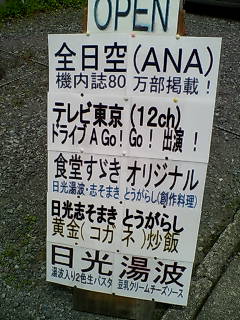 OPEN
全日空(ANA)
機内誌80万部掲載!
テレビ東京(12ch)
ドライブ A Go! Go! 出演!
食堂すゞき オリジナル
日光湯波・志そまき とうがらし(創作料理)
日光志そまき とうがらし
黄金(コガネ)炒飯
日光湯波
湯波入り2色生パスタ 豆乳クリームチーズソース